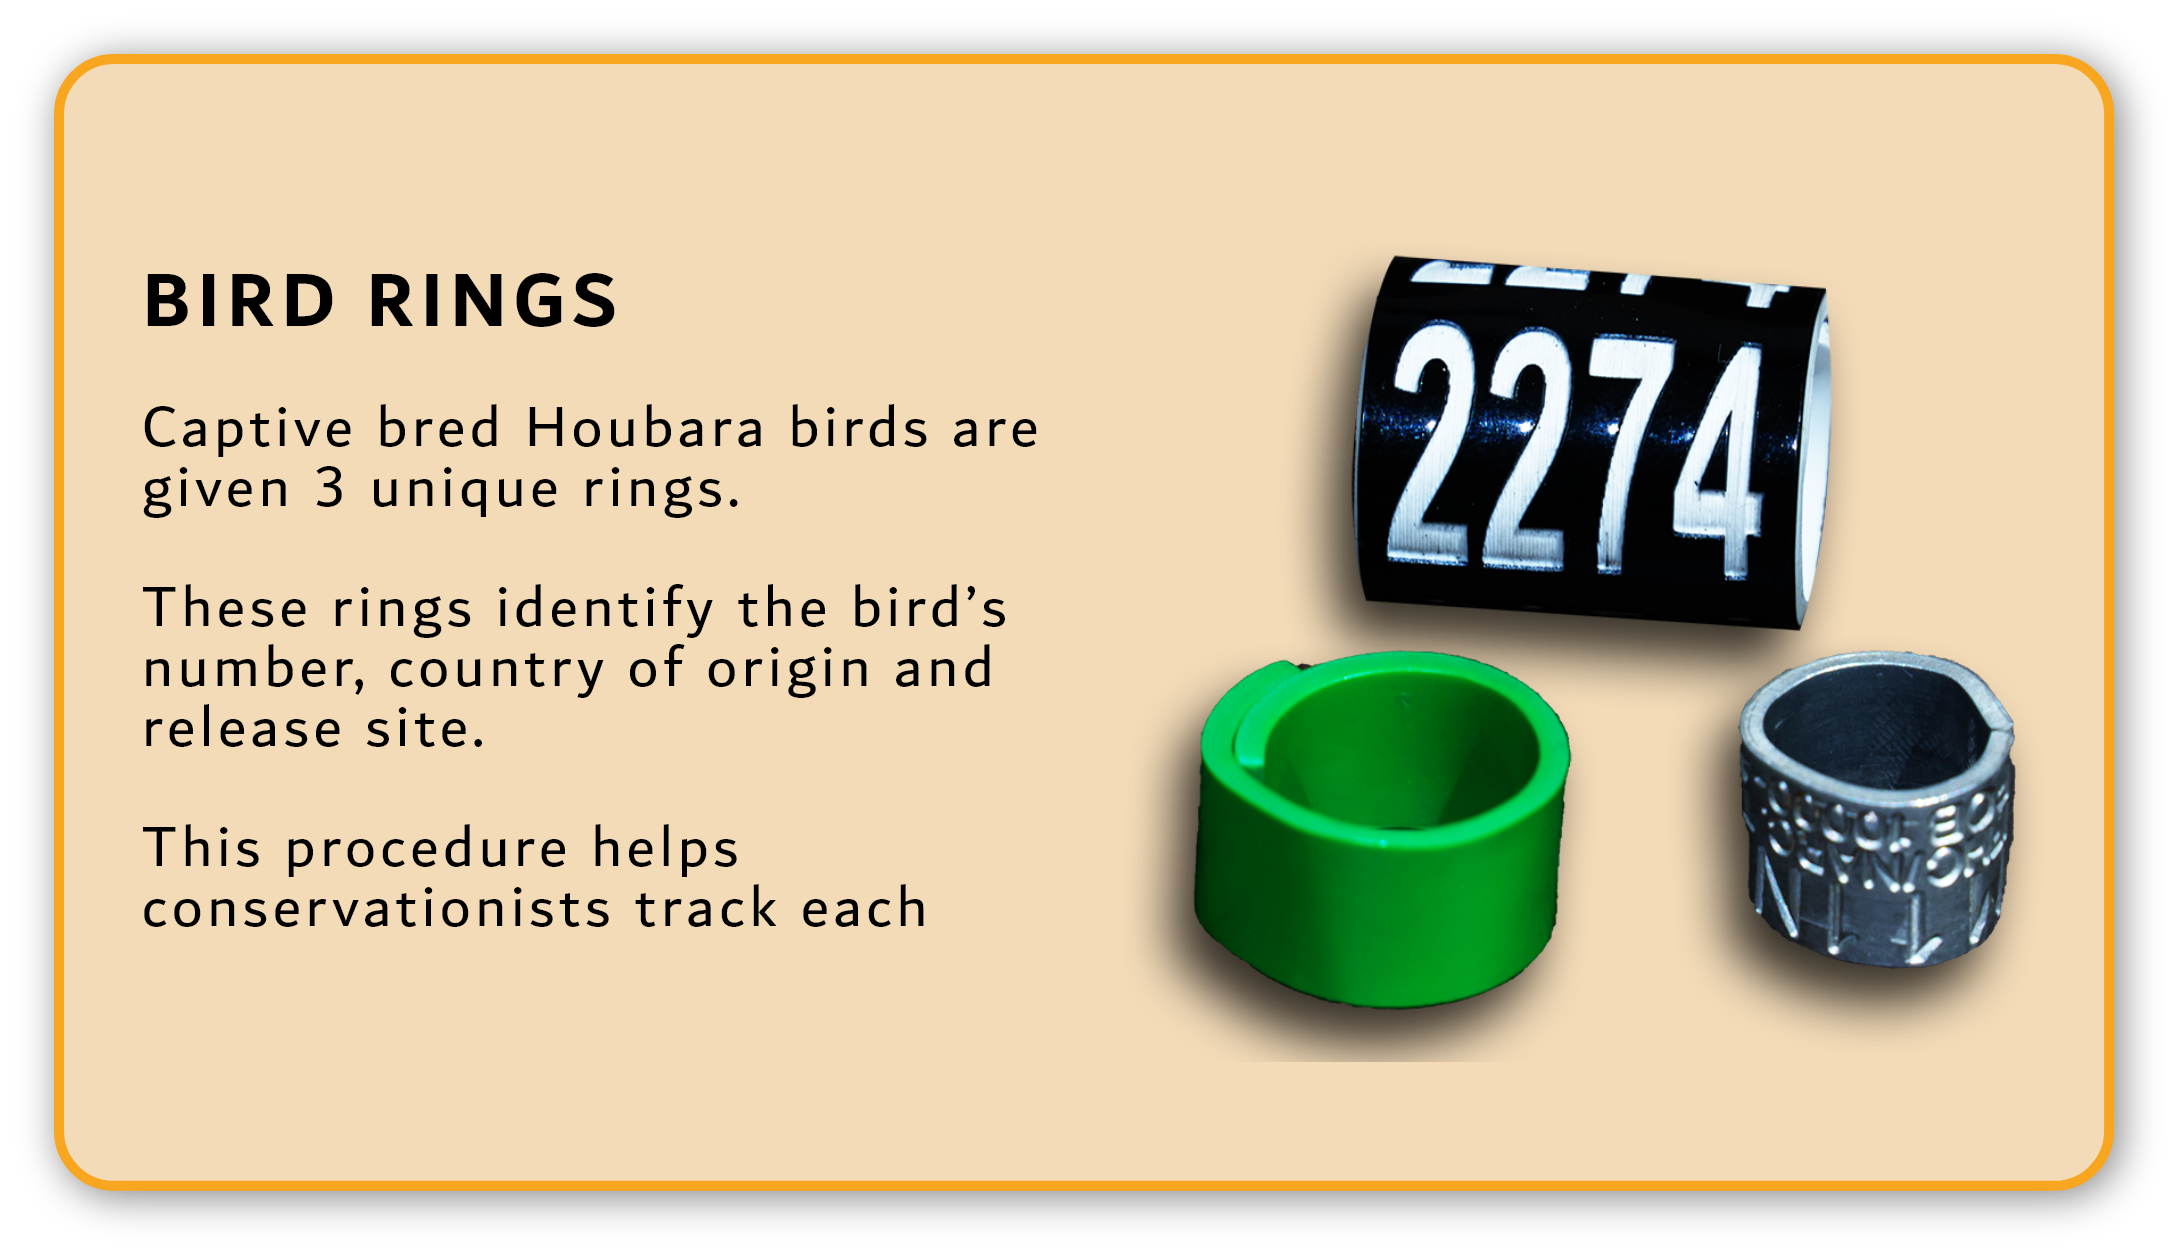 BIRD RINGS
Captive bred Houbara birds are
given 3 unique rings.
These rings identify the bird’s
number, country of origin and
release site.
This procedure helps
conservationists track each
2274